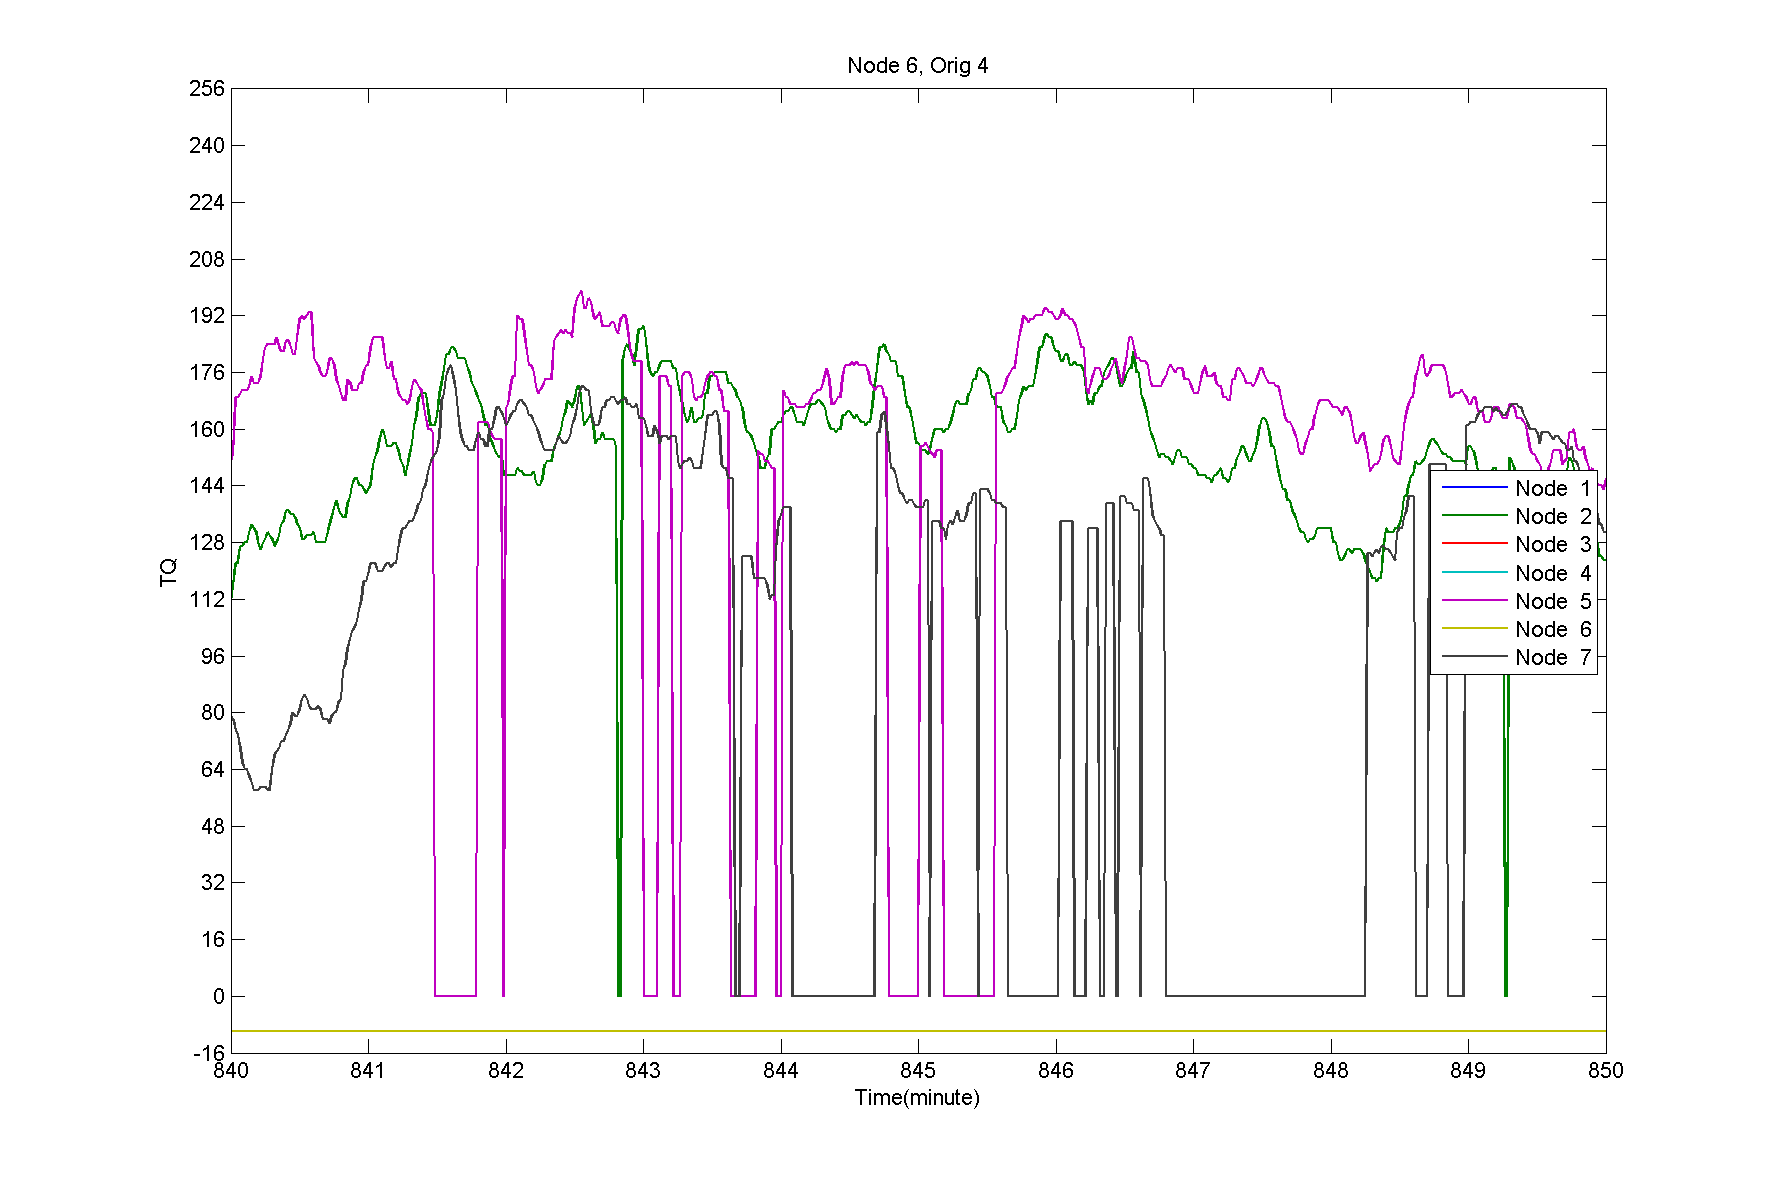 Node 6, Orig 4
256
240
224
208
192
176
160
144
128
112
96
80
64
48
32
16
0
-16
TQ
Node 1
Node 2
Node 3
Node 4
Node 5
Node 6
Node 7
840 841 842 843 844 845 846 847 848 849 850
Time(minute)